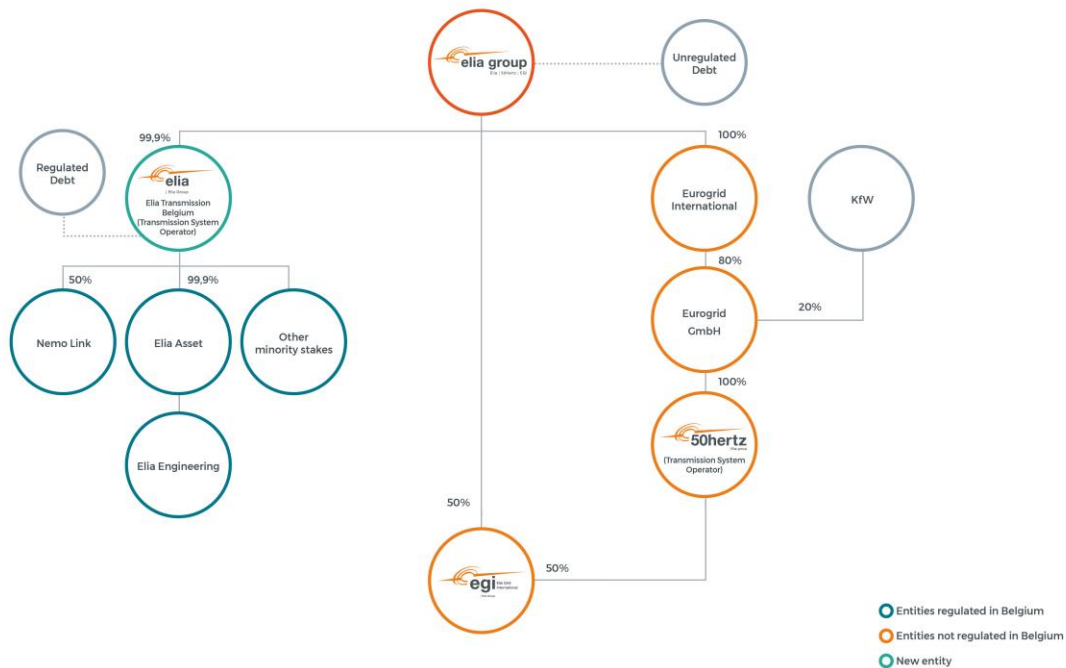 elia group
Unregulated
Debt
99,9%
100%
Regulated
Debt
elia
Elia Transmission
Belgium
(Transmission System
Operator)
Eurogrid
International
KfW
50%
99,9%
80%
Nemo Link
Elia Asset
Other
minority stakes
Eurogrid
GmbH
20%
100%
Elia Engineering
50hertz
(Transmission System
Operator)
50%
egi
50%
Entities regulated in Belgium
Entities not regulated in Belgium
New entity